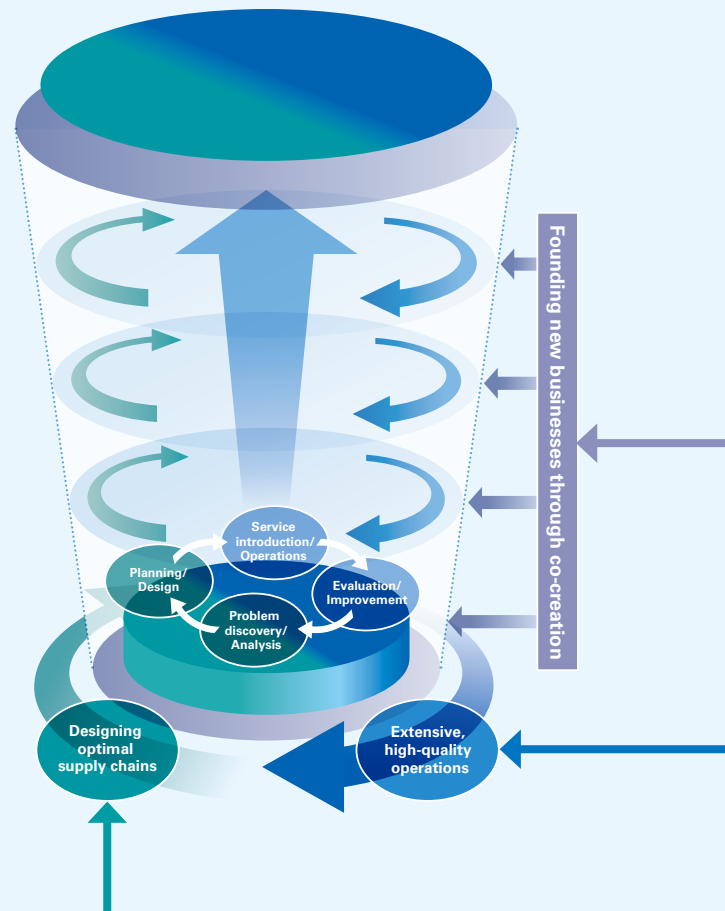 Founding new businesses through co-creation
Service
introduction/
Operations
Planning/
Design
Evaluation/
Improvement
Problem
discovery/
Analysis
Designing
optimal
supply chains
Extensive,
high-quality
operations